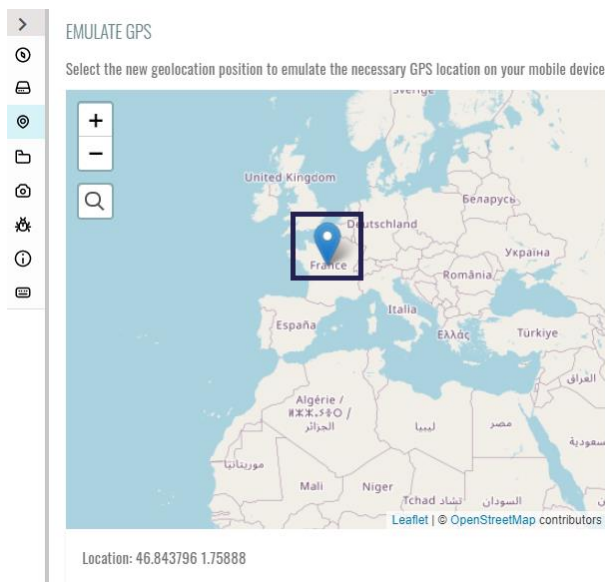 EMULATE GPS
Select the new geolocation position to emulate the necessary GPS location on your mobile device
+
−
Sverige
United Kingdom
Беларусь
Deutschland
Україна
France
România
Italia
España
Ελλάς
Türkiye
العراق
Algérie /
ⵍⵣⵣⴰⵢⴻⵔ /
الجزائر
ليبيا
مصر
السعودية
موريتانيا
Mali
Niger
Tchad تشاد
السودان
Leaflet | © OpenStreetMap contributors
Location: 46.843796 1.75888